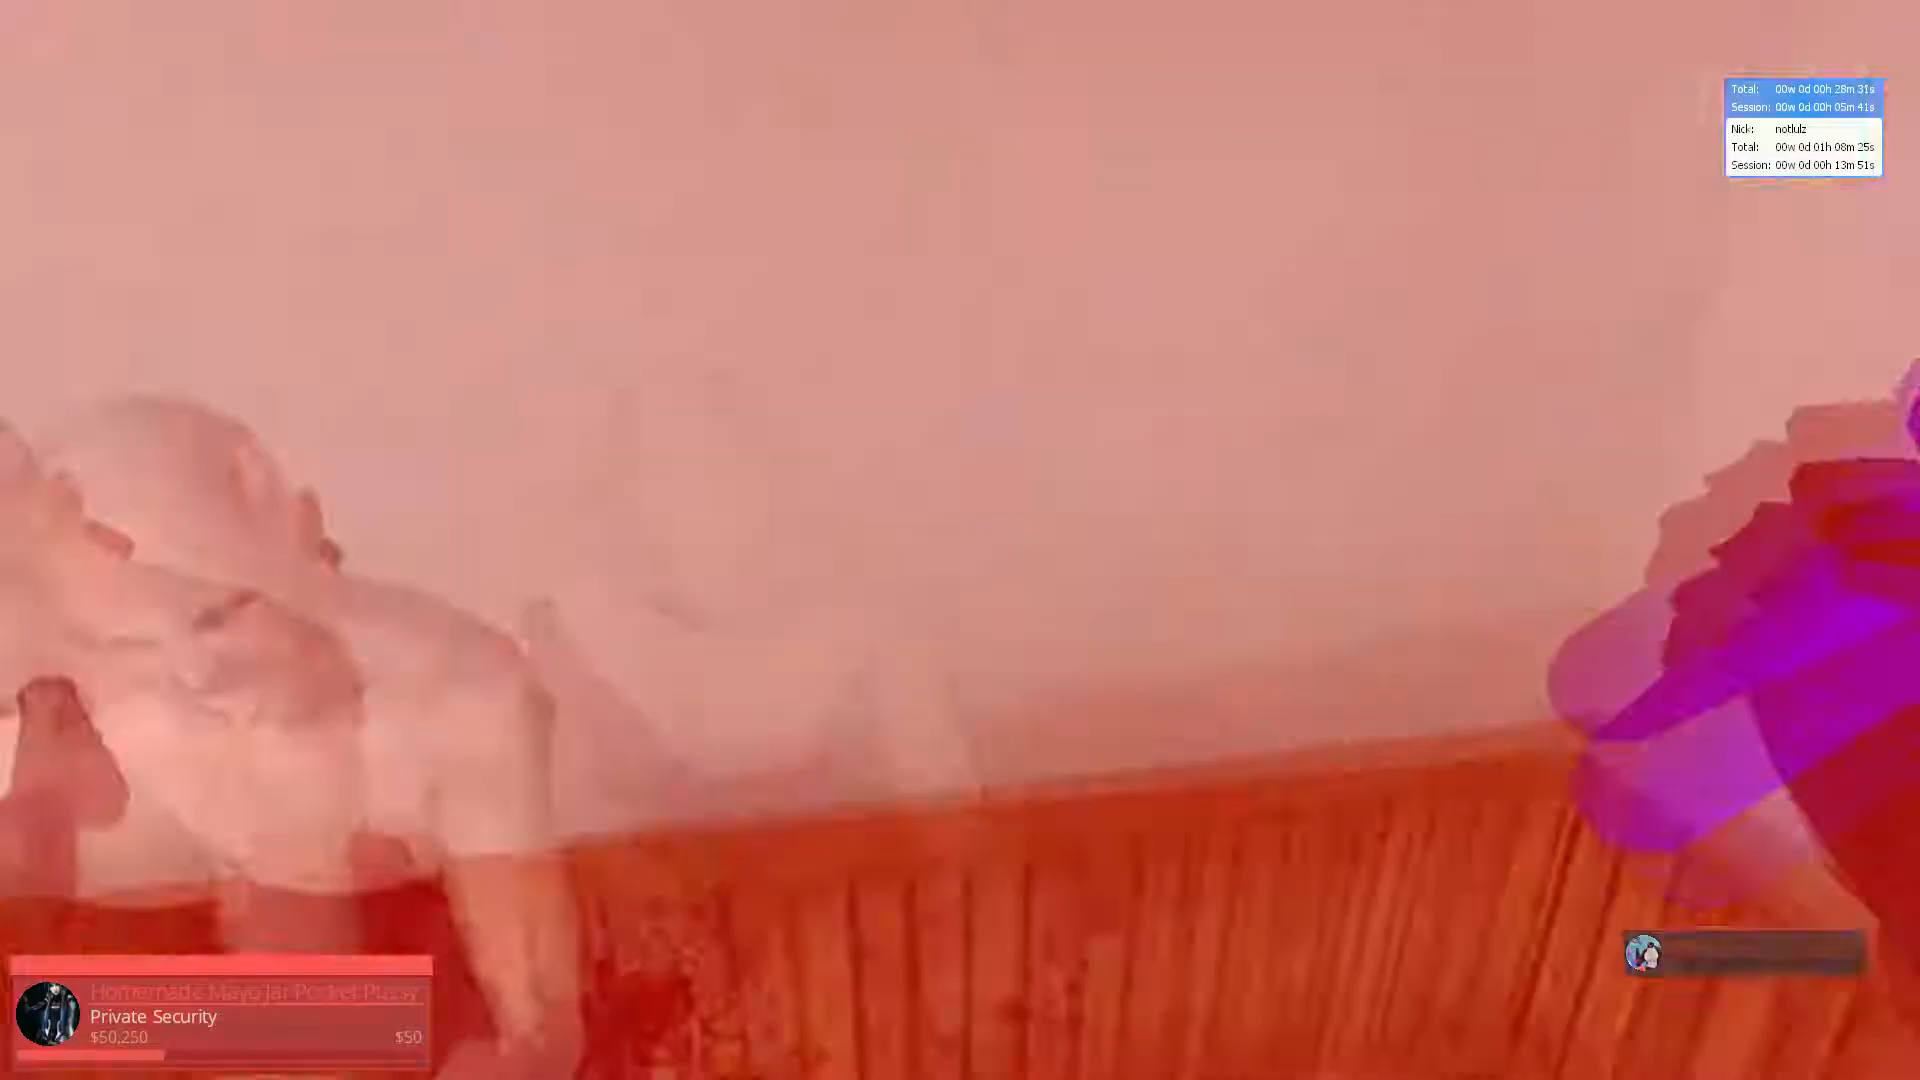 Total: 00w 0d 00h 28m 31s
Session: 00w 0d 00h 05m 41s
Nick: notlulz
Total: 00w 0d 01h 08m 25s
Session: 00w 0d 00h 13m 51s
Homemade Mayo Jar Pocket Pussy
Private Security
$50,250 $50